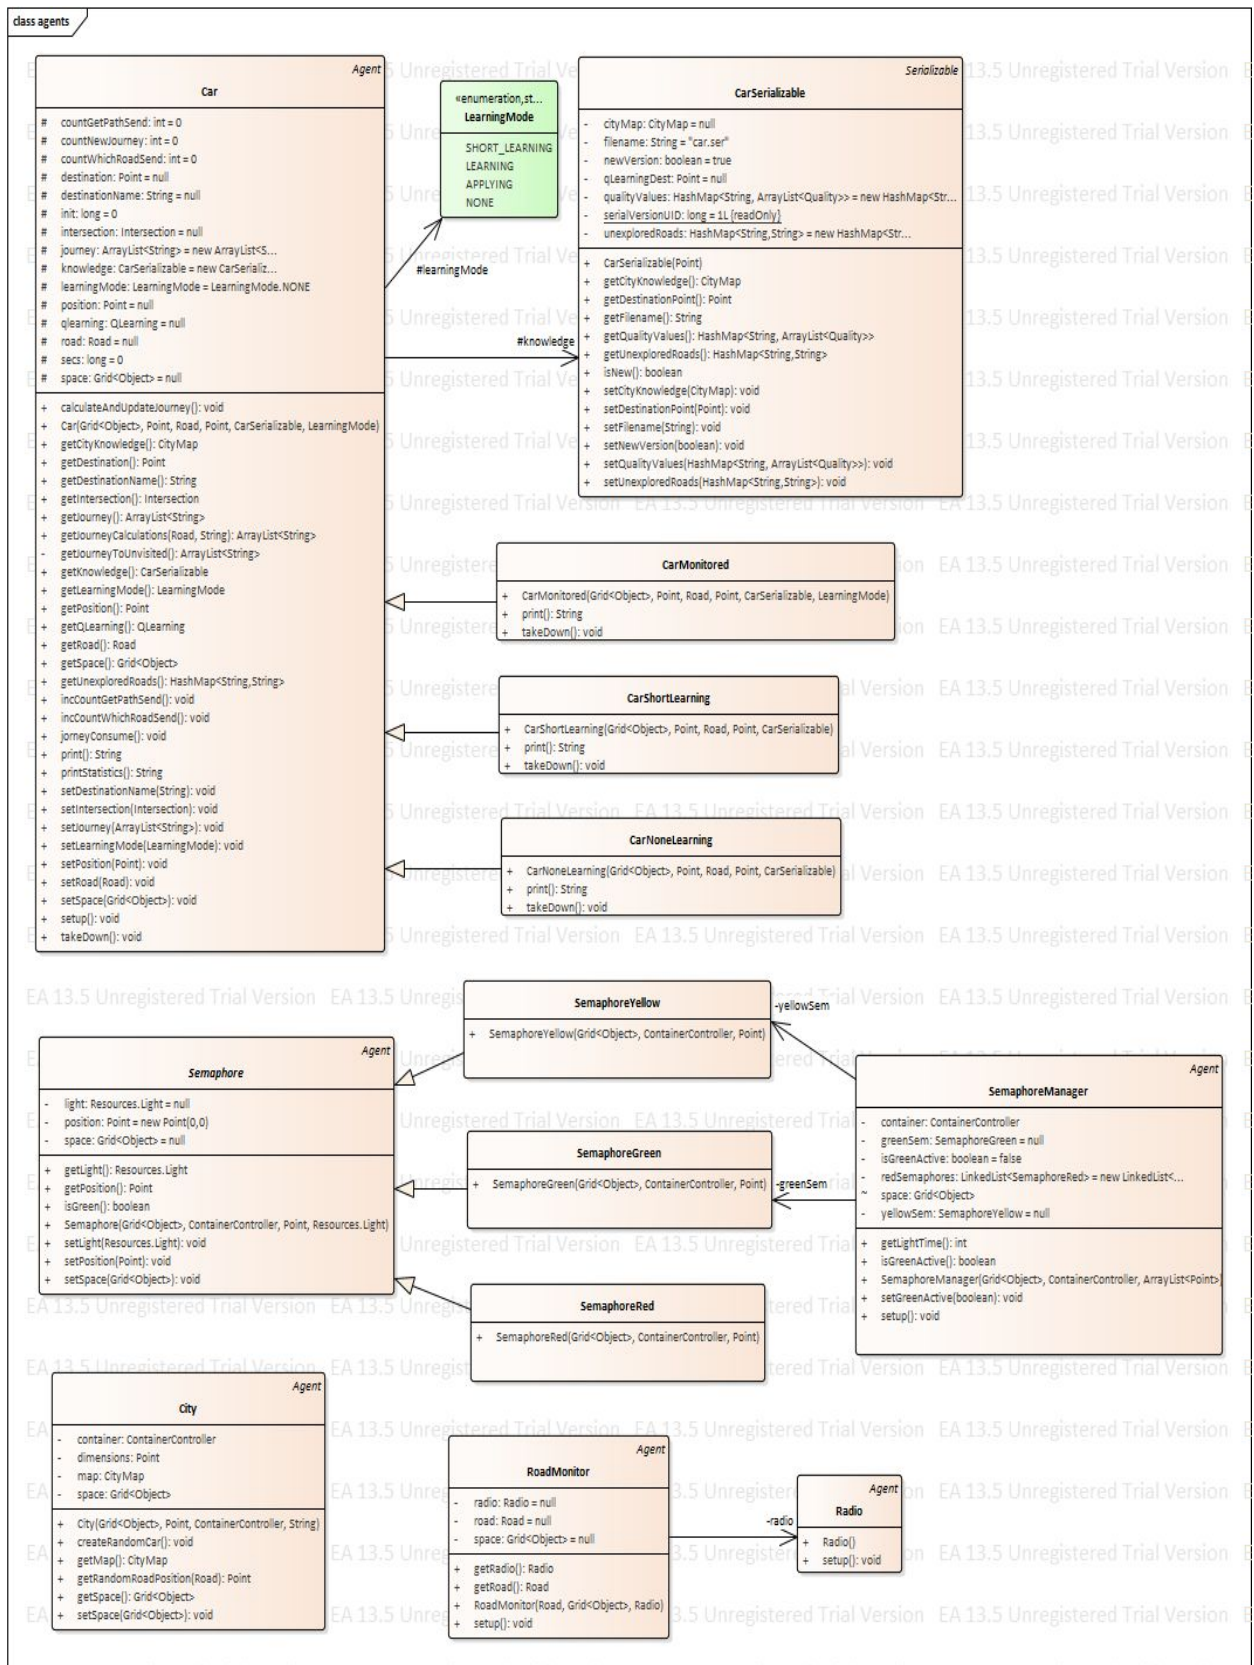 class agents
Agent
Car
# countGetPathSend: int = 0
# countNewJourney: int = 0
# countWhichRoadSend: int = 0
# destination: Point = null
# destinationName: String = null
# init: long = 0
# intersection: Intersection = null
# journey: ArrayList<String> = new ArrayList<S...
# knowledge: CarSerializable = new CarSerializ...
# learningMode: LearningMode = LearningMode.NONE
# position: Point = null
# qlearning: QLearning = null
# road: Road = null
# secs: long = 0
# space: Grid<Object> = null
+ calculateAndUpdateJourney(): void
+ Car(Grid<Object>, Point, Road, Point, CarSerializable, LearningMode)
+ getCityKnowledge(): CityMap
+ getDestination(): Point
+ getDestinationName(): String
+ getIntersection(): Intersection
+ getJourney(): ArrayList<String>
+ getJourneyCalculations(Road, String): ArrayList<String>
- getJourneyToUnvisited(): ArrayList<String>
+ getKnowledge(): CarSerializable
+ getLearningMode(): LearningMode
+ getPosition(): Point
+ getQLearning(): QLearning
+ getRoad(): Road
+ getSpace(): Grid<Object>
+ getUnexploredRoads(): HashMap<String,String>
+ incCountGetPathSend(): void
+ incCountWhichRoadSend(): void
+ jorneyConsume(): void
+ print(): String
+ printStatistics(): String
+ setDestinationName(String): void
+ setIntersection(Intersection): void
+ setJourney(ArrayList<String>): void
+ setLearningMode(LearningMode): void
+ setPosition(Point): void
+ setRoad(Road): void
+ setSpace(Grid<Object>): void
+ setup(): void
+ takeDown(): void
«enumeration,st...
LearningMode
SHORT_LEARNING
LEARNING
APPLYING
NONE
#learningMode
#knowledge
Serializable
CarSerializable
- cityMap: CityMap = null
- filename: String = "car.ser"
- newVersion: boolean = true
- qLearningDest: Point = null
- qualityValues: HashMap<String, ArrayList<Quality>> = new HashMap<Str...
- serialVersionUID: long = 1L {readOnly}
- unexploredRoads: HashMap<String,String> = new HashMap<Str...
+ CarSerializable(Point)
+ getCityKnowledge(): CityMap
+ getDestinationPoint(): Point
+ getFilename(): String
+ getQualityValues(): HashMap<String, ArrayList<Quality>>
+ getUnexploredRoads(): HashMap<String,String>
+ isNew(): boolean
+ setCityKnowledge(CityMap): void
+ setDestinationPoint(Point): void
+ setFilename(String): void
+ setNewVersion(boolean): void
+ setQualityValues(HashMap<String, ArrayList<Quality>>): void
+ setUnexploredRoads(HashMap<String,String>): void
CarMonitored
+ CarMonitored(Grid<Object>, Point, Road, Point, CarSerializable, LearningMode)
+ print(): String
+ takeDown(): void
CarShortLearning
+ CarShortLearning(Grid<Object>, Point, Road, Point, CarSerializable)
+ print(): String
+ takeDown(): void
CarNoneLearning
+ CarNoneLearning(Grid<Object>, Point, Road, Point, CarSerializable)
+ print(): String
+ takeDown(): void
EA 13.5 Unregistered Trial Version
Agent
Semaphore
- light: Resources.Light = null
- position: Point = new Point(0,0)
- space: Grid<Object> = null
+ getLight(): Resources.Light
+ getPosition(): Point
+ isGreen(): boolean
+ Semaphore(Grid<Object>, ContainerController, Point, Resources.Light)
+ setLight(Resources.Light): void
+ setPosition(Point): void
+ setSpace(Grid<Object>): void
SemaphoreYellow
+ SemaphoreYellow(Grid<Object>, ContainerController, Point)
-yellowSem
SemaphoreGreen
+ SemaphoreGreen(Grid<Object>, ContainerController, Point)
-greenSem
SemaphoreRed
+ SemaphoreRed(Grid<Object>, ContainerController, Point)
Agent
SemaphoreManager
- container: ContainerController
- greenSem: SemaphoreGreen = null
- isGreenActive: boolean = false
- redSemaphores: LinkedList<SemaphoreRed> = new LinkedList<...
~ space: Grid<Object>
- yellowSem: SemaphoreYellow = null
+ getLightTime(): int
+ isGreenActive(): boolean
+ SemaphoreManager(Grid<Object>, ContainerController, ArrayList<Point>)
+ setGreenActive(boolean): void
+ setup(): void
Agent
City
- container: ContainerController
- dimensions: Point
- map: CityMap
- space: Grid<Object>
+ City(Grid<Object>, Point, ContainerController, String)
+ createRandomCar(): void
+ getMap(): CityMap
+ getRandomRoadPosition(Road): Point
+ getSpace(): Grid<Object>
+ setSpace(Grid<Object>): void
Agent
RoadMonitor
- radio: Radio = null
- road: Road = null
- space: Grid<Object> = null
+ getRadio(): Radio
+ getRoad(): Road
+ RoadMonitor(Road, Grid<Object>, Radio)
+ setup(): void
-radio
Agent
Radio
+ Radio()
+ setup(): void